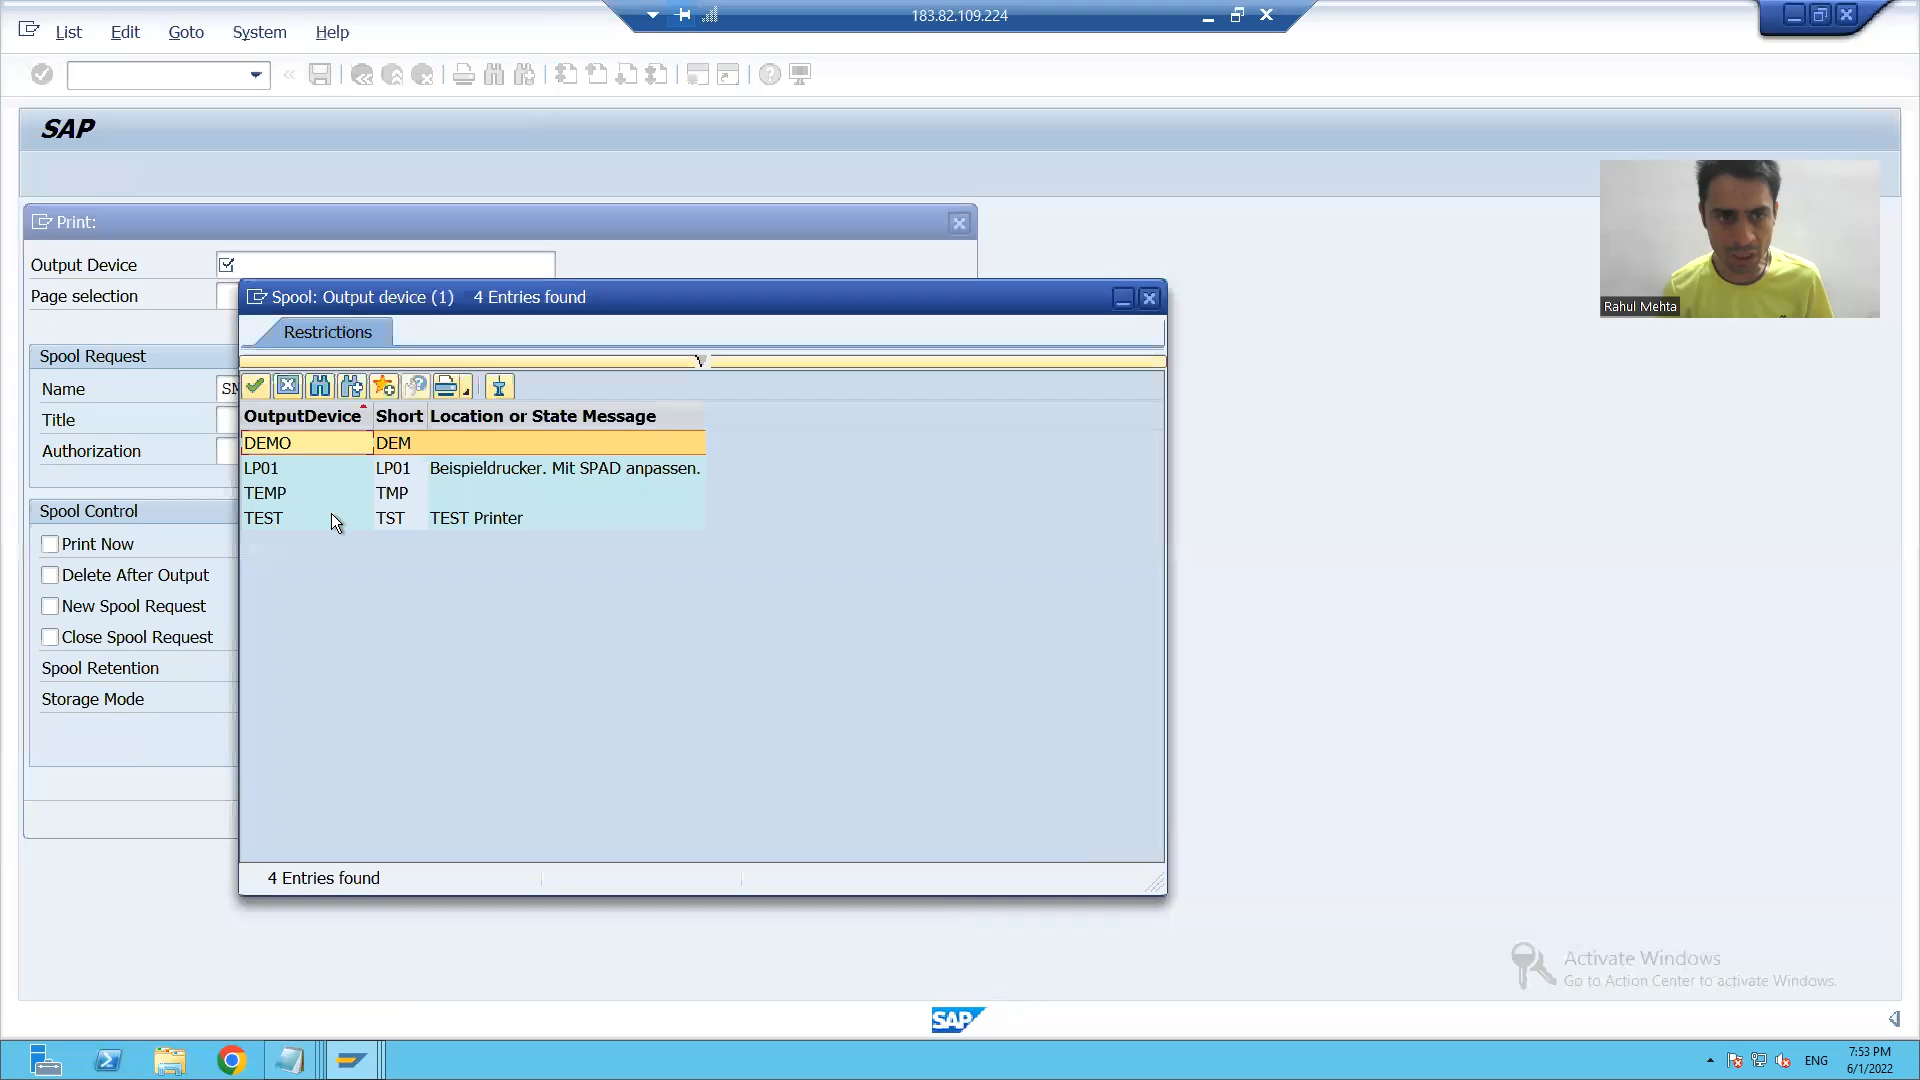 183.82.109.224
List Edit Goto System Help
SAP
Rahul Mehta
Print:
Output Device
Page selection
Spool: Output device (1) 4 Entries found
Restrictions
Spool Request
Name SM
Title
Authorization
OutputDevice Short Location or State Message
DEMO DEM
LP01 LP01 Beispieldrucker. Mit SPAD anpassen.
TEMP TMP
TEST TST TEST Printer
Spool Control
Print Now
Delete After Output
New Spool Request
Close Spool Request
Spool Retention
Storage Mode
4 Entries found
Activate Windows
Go to Action Center to activate Windows.
SAP
ENG
7:53 PM
6/1/2022